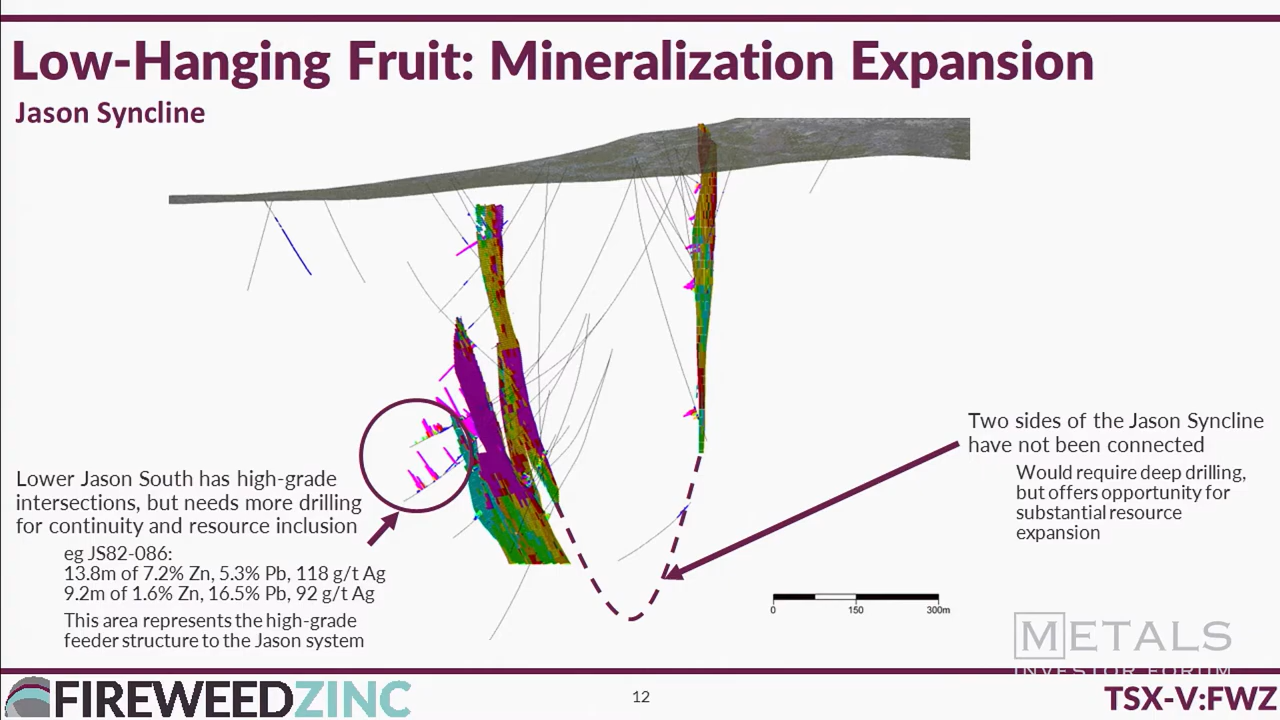 Low-Hanging Fruit: Mineralization Expansion
Jason Syncline
Two sides of the Jason Syncline
have not been connected
Would require deep drilling,
but offers opportunity for
substantial resource
expansion
Lower Jason South has high-grade
intersections, but needs more drilling
for continuity and resource inclusion
eg JS82-086:
13.8m of 7.2% Zn, 5.3% Pb, 118 g/t Ag
9.2m of 1.6% Zn, 16.5% Pb, 92 g/t Ag
This area represents the high-grade
feeder structure to the Jason system
0 150 300m
METALS
INVESTOR FORUM
FIREWEEDZINC
12
TSX-V:FWZ